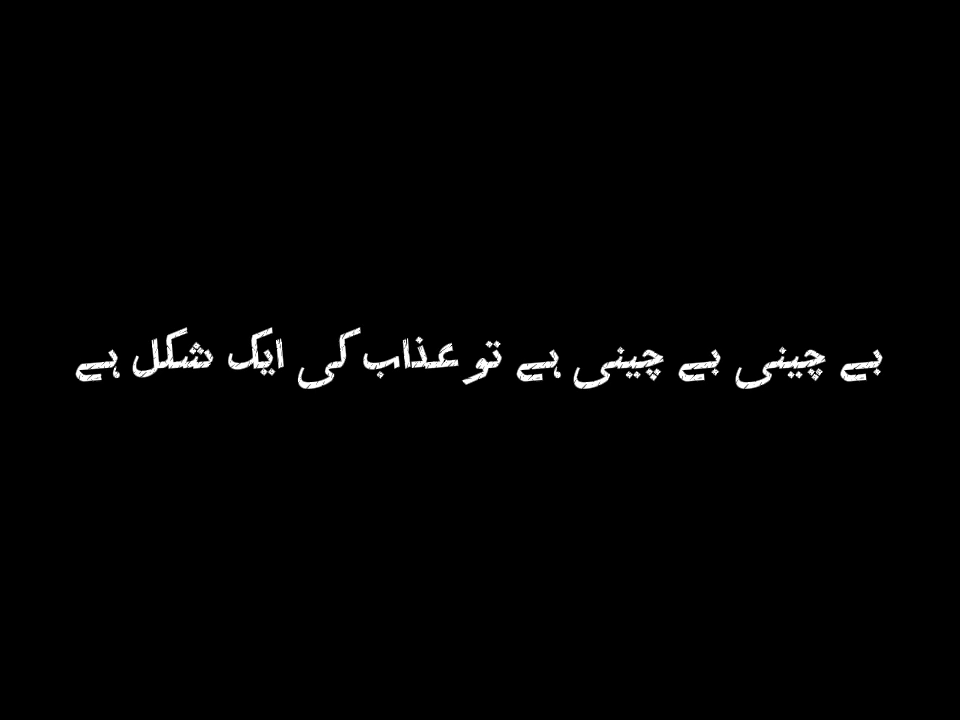 بے چینی بے چینی ہے تو عذاب کی ایک شکل ہے